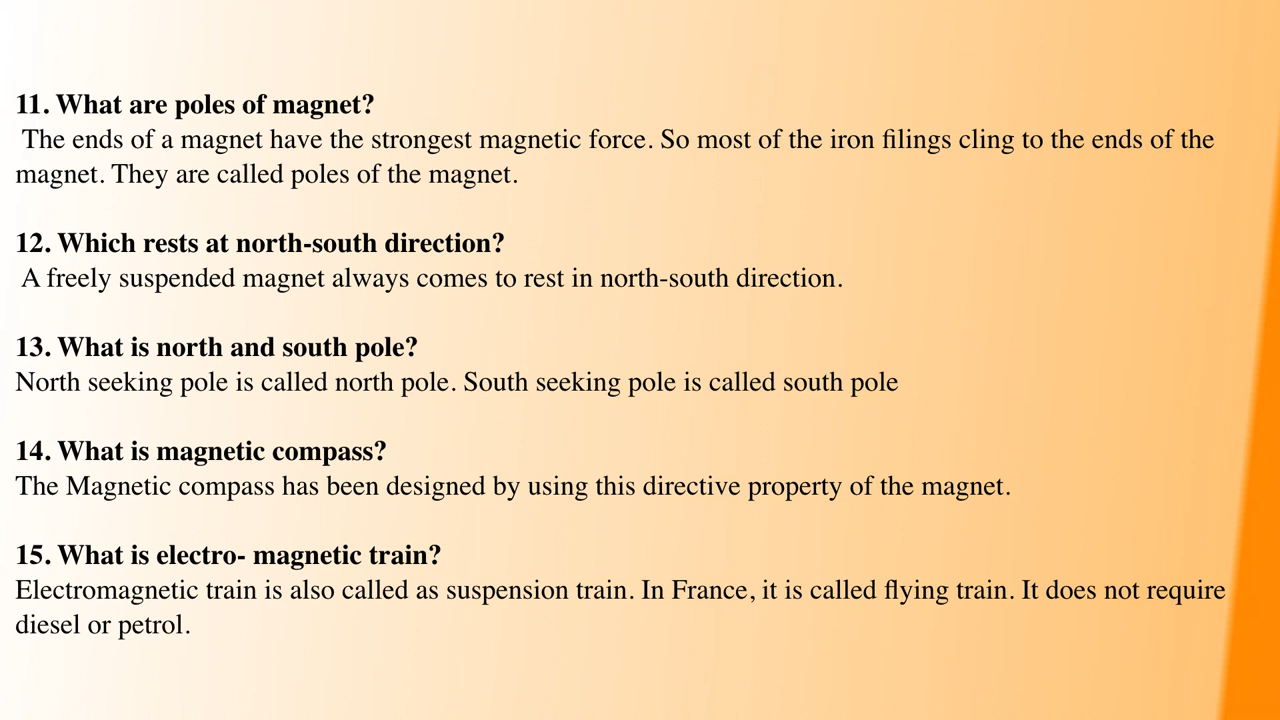 11. What are poles of magnet?
The ends of a magnet have the strongest magnetic force. So most of the iron filings cling to the ends of the
magnet. They are called poles of the magnet.
12. Which rests at north-south direction?
A freely suspended magnet always comes to rest in north-south direction.
13. What is north and south pole?
North seeking pole is called north pole. South seeking pole is called south pole
14. What is magnetic compass?
The Magnetic compass has been designed by using this directive property of the magnet.
15. What is electro- magnetic train?
Electromagnetic train is also called as suspension train. In France, it is called flying train. It does not require
diesel or petrol.